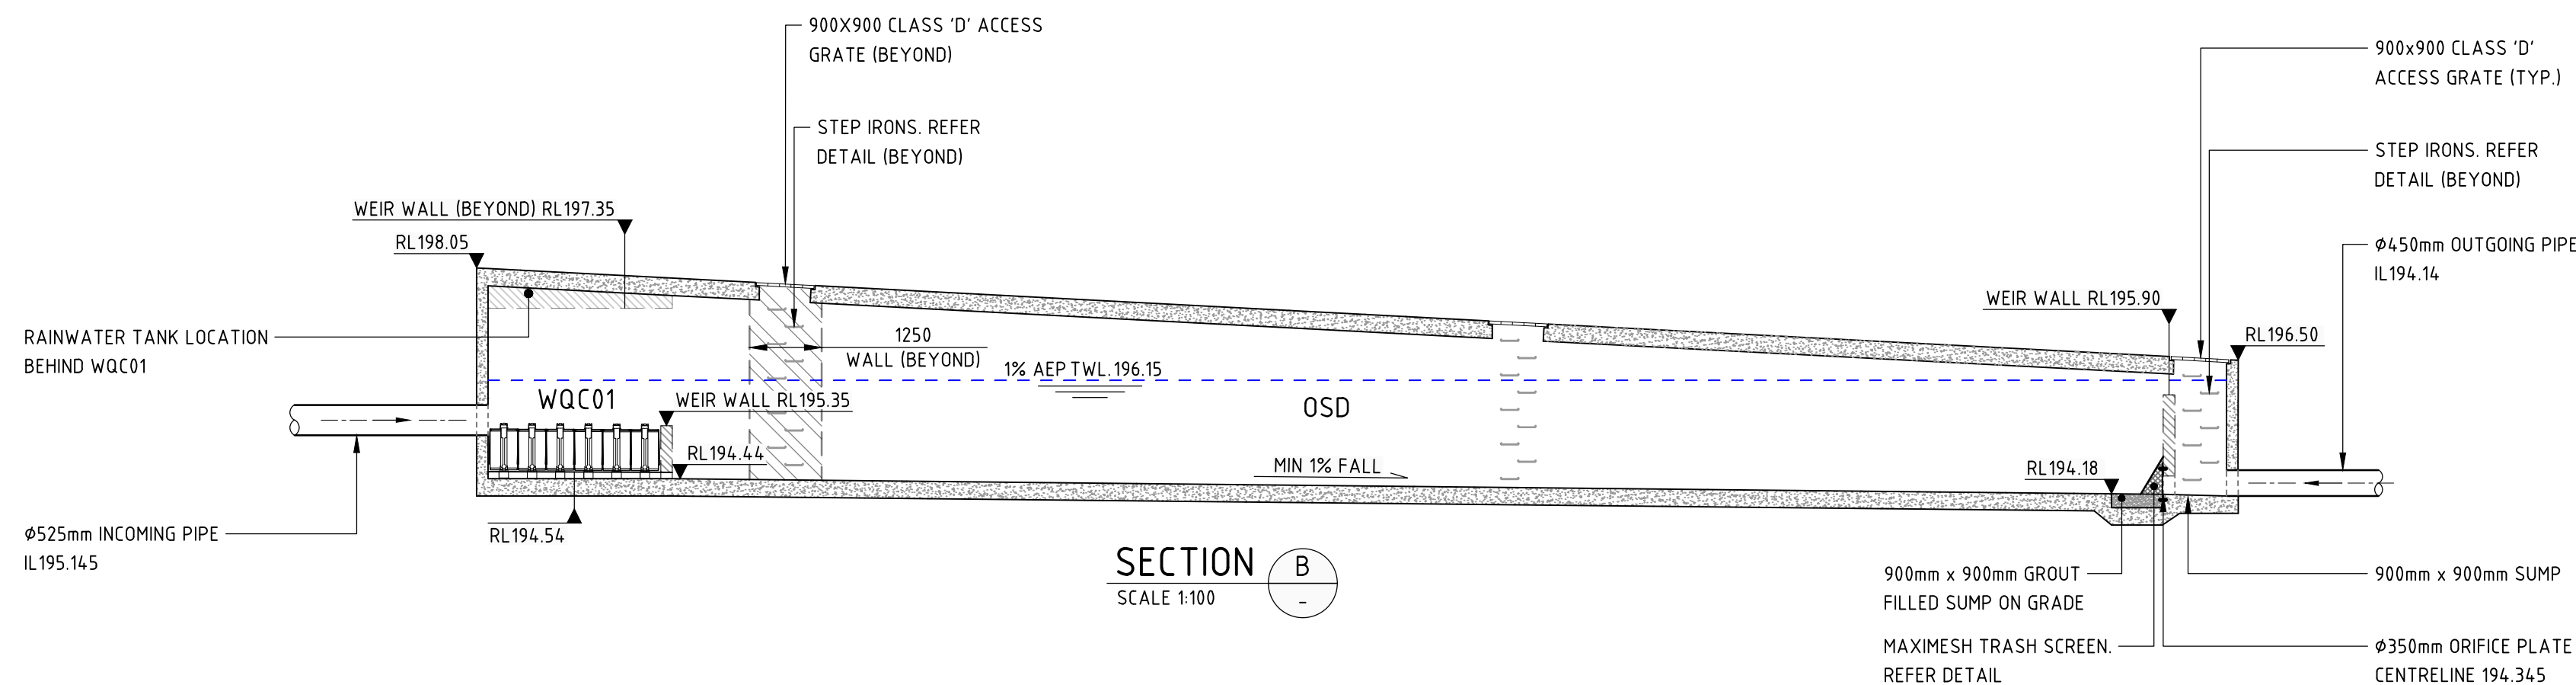 900X900 CLASS 'D' ACCESS
GRATE (BEYOND)
900x900 CLASS 'D'
ACCESS GRATE (TYP.)
STEP IRONS. REFER
DETAIL (BEYOND)
STEP IRONS. REFER
DETAIL (BEYOND)
WEIR WALL (BEYOND) RL197.35
RL198.05
Ø450mm OUTGOING PIPE
IL194.14
WEIR WALL RL195.90
RL196.50
RAINWATER TANK LOCATION
BEHIND WQC01
1250
WALL (BEYOND)
1% AEP TWL.196.15
WQC01
WEIR WALL RL195.35
OSD
RL194.44
MIN 1% FALL
RL194.18
Ø525mm INCOMING PIPE
IL195.145
RL194.54
SECTION
B
SCALE 1:100
-
900mm x 900mm GROUT
FILLED SUMP ON GRADE
900mm x 900mm SUMP
MAXIMESH TRASH SCREEN.
REFER DETAIL
Ø350mm ORIFICE PLATE
CENTRELINE 194.345